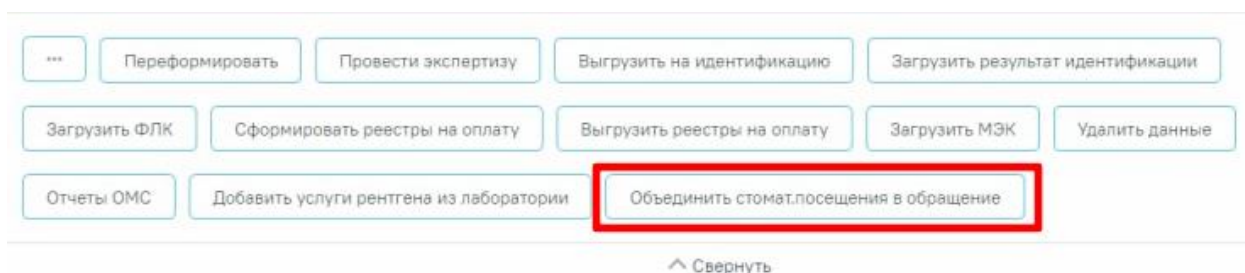 ... Переформировать Провести экспертизу Выгрузить на идентификацию Загрузить результат идентификации
Загрузить ФЛК Сформировать реестры на оплату Выгрузить реестры на оплату Загрузить МЭК Удалить данные
Отчеты ОМС Добавить услуги рентгена из лаборатории Объединить стомат.посещения в обращение
Свернуть